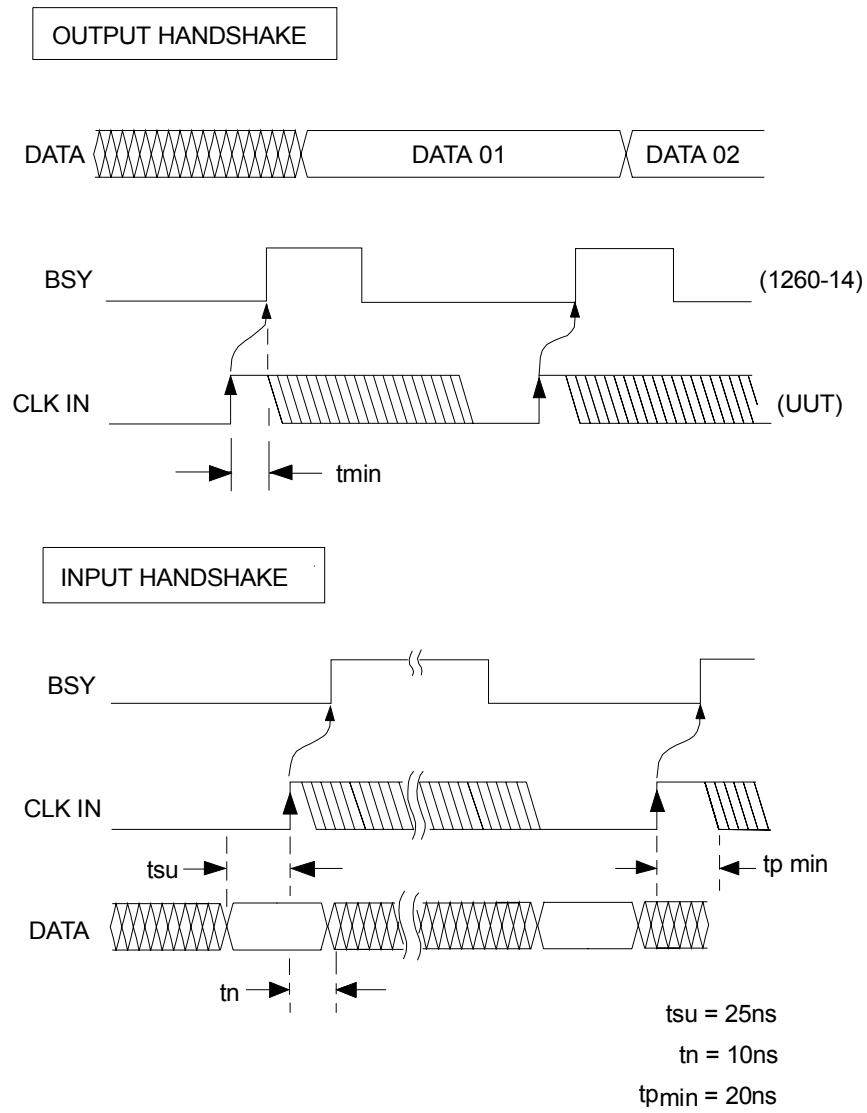 OUTPUT HANDSHAKE
DATA
DATA 01
DATA 02
BSY
(1260-14)
CLK IN
(UUT)
tmin
INPUT HANDSHAKE
BSY
CLK IN
tsu
tp min
DATA
tn
tsu = 25ns
tn = 10ns
tpmin = 20ns